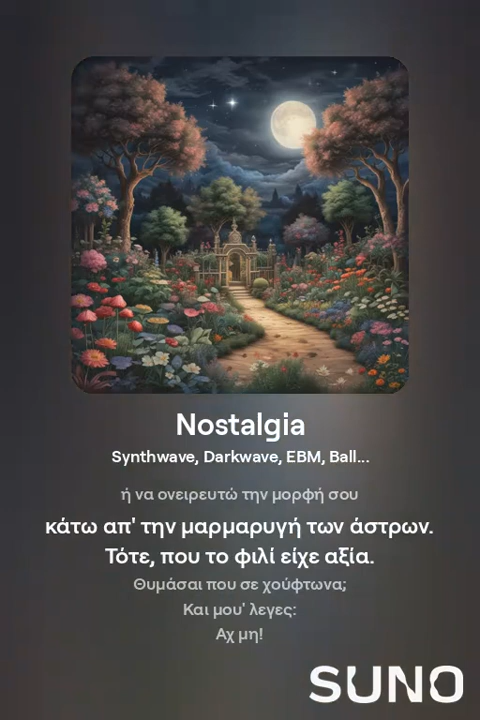 Nostalgia
Synthwave, Darkwave, EBM, Ball...
ή να ονειρευτώ την μορφή σου
κάτω απ' την μαρμαρυγή των άστρων.
Τότε, που το φιλί είχε αξία.
Θυμάσαι που σε χούφτωνα;
Και μου' λεγες:
Αχ μη!
SUNO